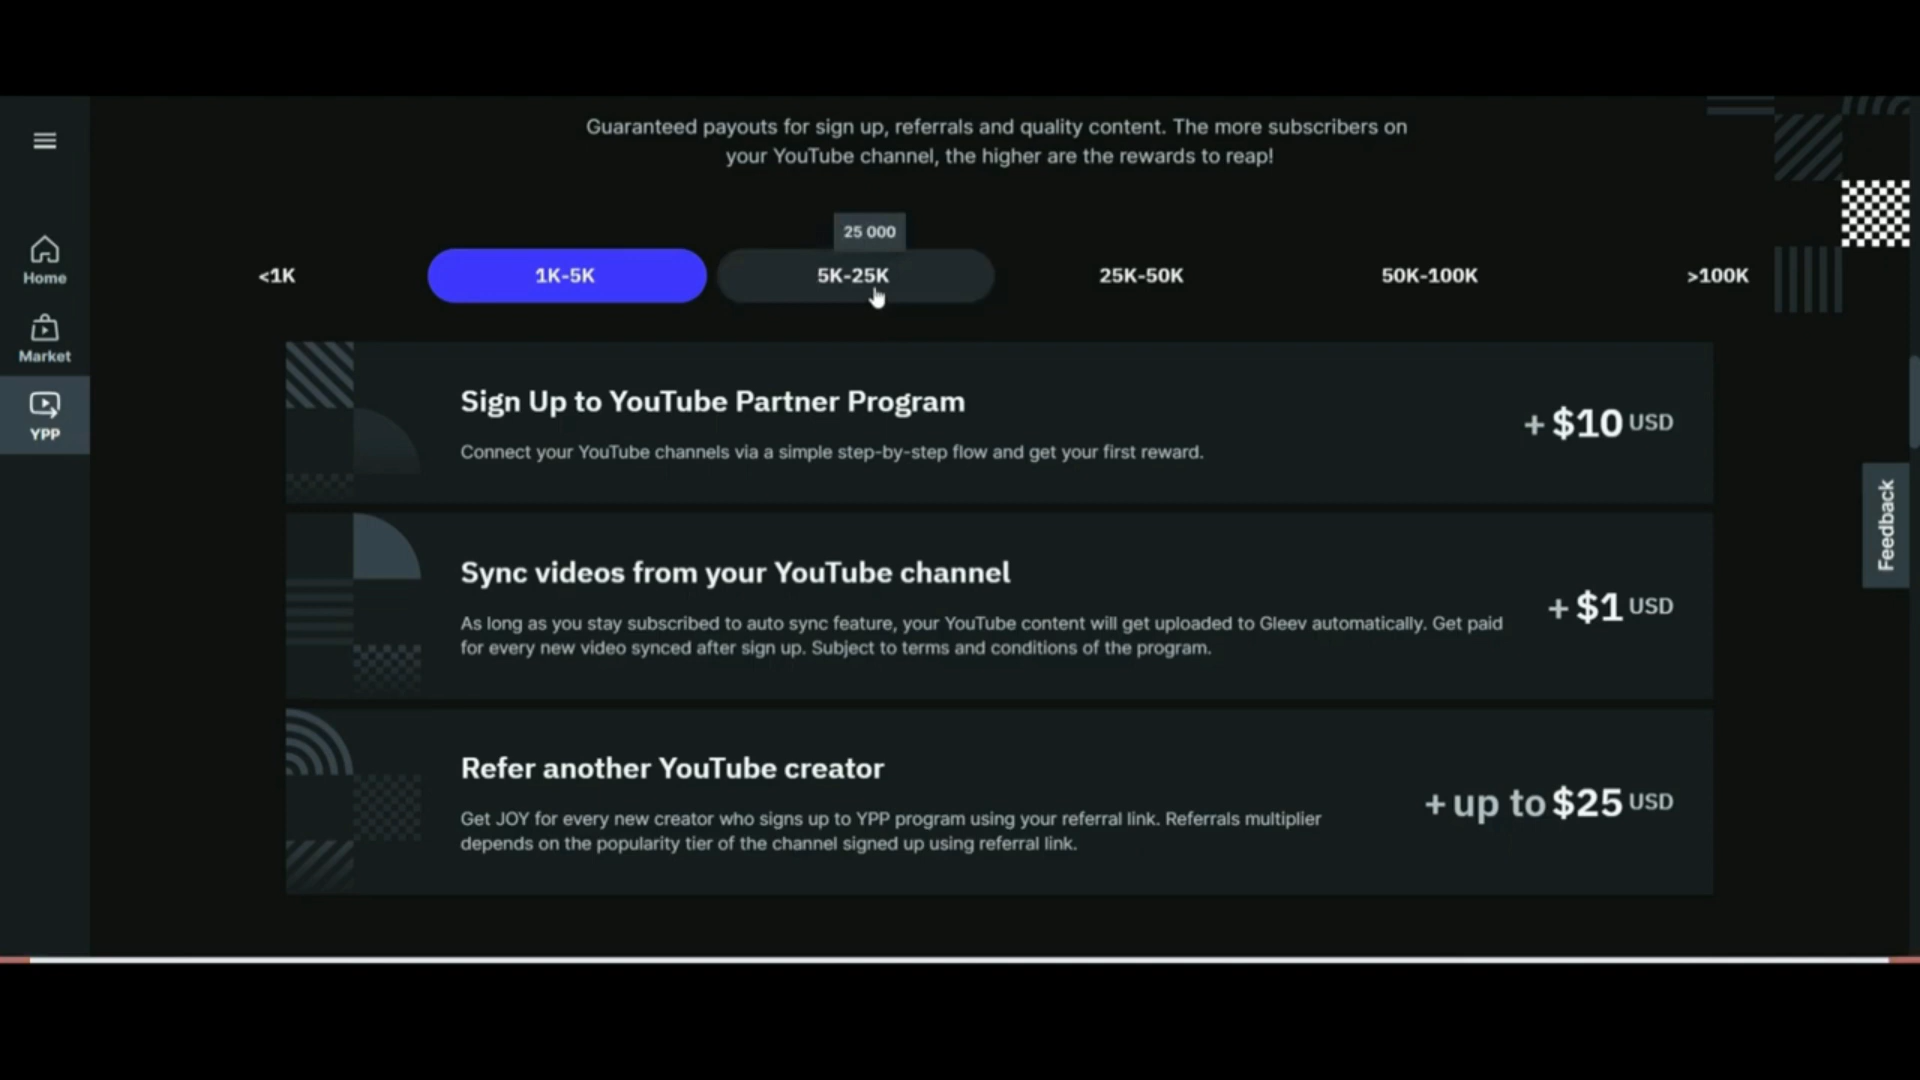 Guaranteed payouts for sign up, referrals and quality content. The more subscribers on
your YouTube channel, the higher are the rewards to reap!
25 000
<1K
1K-5K
5K-25K
25K-50K
50K-100K
>100K
Home
Market
YPP
Sign Up to YouTube Partner Program
Connect your YouTube channels via a simple step-by-step flow and get your first reward.
+ $10 USD
Sync videos from your YouTube channel
As long as you stay subscribed to auto sync feature, your YouTube content will get uploaded to Gleev automatically. Get paid
for every new video synced after sign up. Subject to terms and conditions of the program.
+ $1 USD
Refer another YouTube creator
Get JOY for every new creator who signs up to YPP program using your referral link. Referrals multiplier
depends on the popularity tier of the channel signed up using referral link.
+ up to $25 USD
Feedback